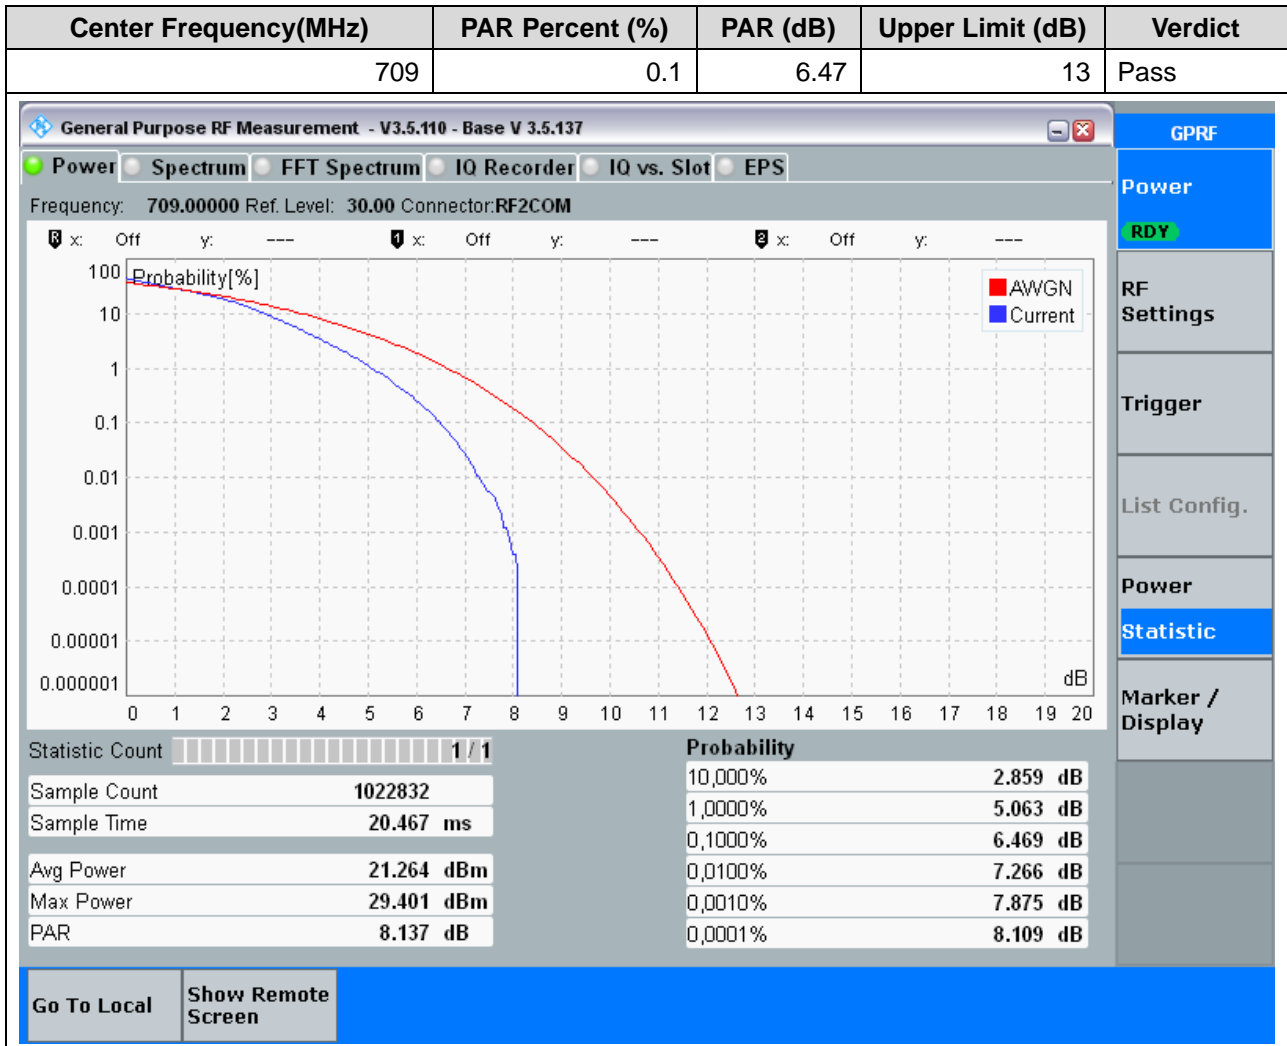 Center Frequency(MHz) PAR Percent (%) PAR (dB) Upper Limit (dB) Verdict
709 0.1 6.47 13 Pass
General Purpose RF Measurement - V3.5.110 - Base V 3.5.137
GPRF
Power Spectrum FFT Spectrum IQ Recorder IQ vs. Slot EPS
Power
RDY
Frequency: 709.00000 Ref. Level: 30.00 Connector:RF2COM
R x: Off y: --- 1 x: Off y: --- 2 x: Off y: ---
100 Probability[%]
AWGN
Current
RF
Settings
10
1
Trigger
0.1
0.01
List Config.
0.001
0.0001
Power
Statistic
0.00001
0.000001
dB
Marker /
Display
0 1 2 3 4 5 6 7 8 9 10 11 12 13 14 15 16 17 18 19 20
Statistic Count 1 / 1
Probability
Sample Count 1022832
Sample Time 20.467 ms
Avg Power 21.264 dBm
Max Power 29.401 dBm
PAR 8.137 dB
10,000% 2.859 dB
1,0000% 5.063 dB
0,1000% 6.469 dB
0,0100% 7.266 dB
0,0010% 7.875 dB
0,0001% 8.109 dB
Go To Local
Show Remote
Screen